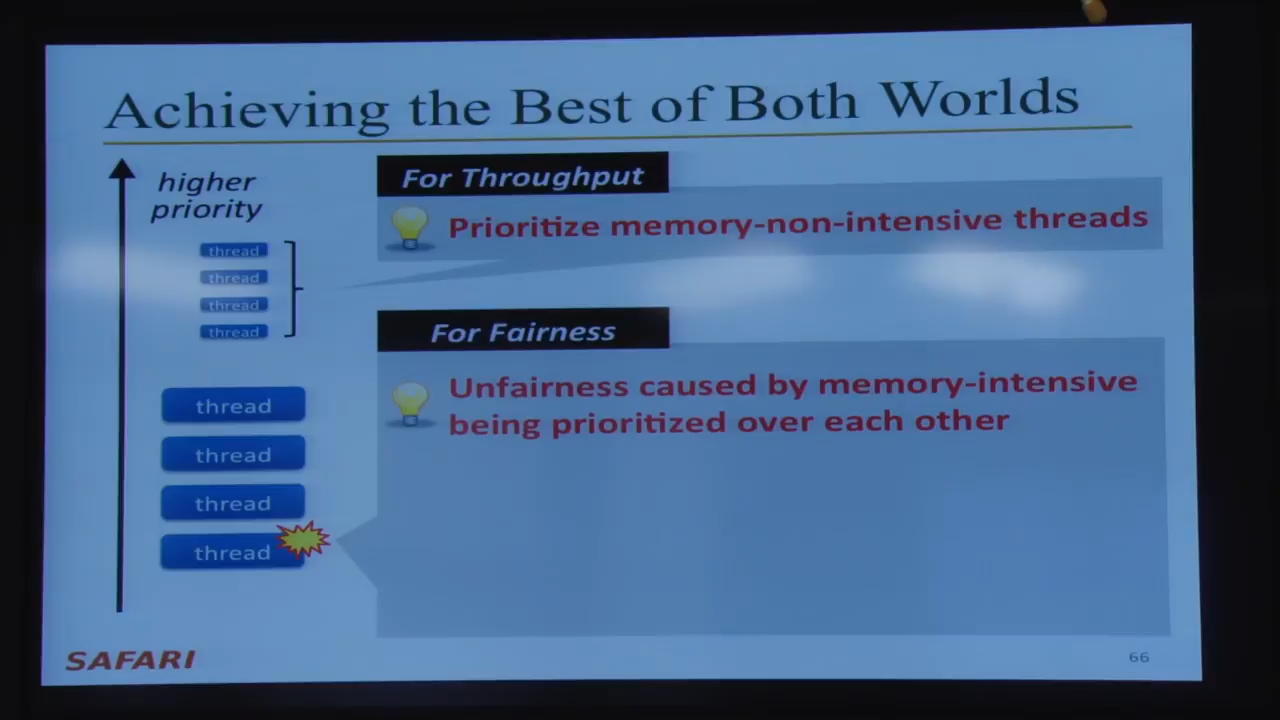 Achieving the Best of Both Worlds
higher
priority
thread
thread
thread
thread
thread
thread
thread
thread
For Throughput
Prioritize memory-non-intensive threads
For Fairness
Unfairness caused by memory-intensive
being prioritized over each other
SAFARI
66